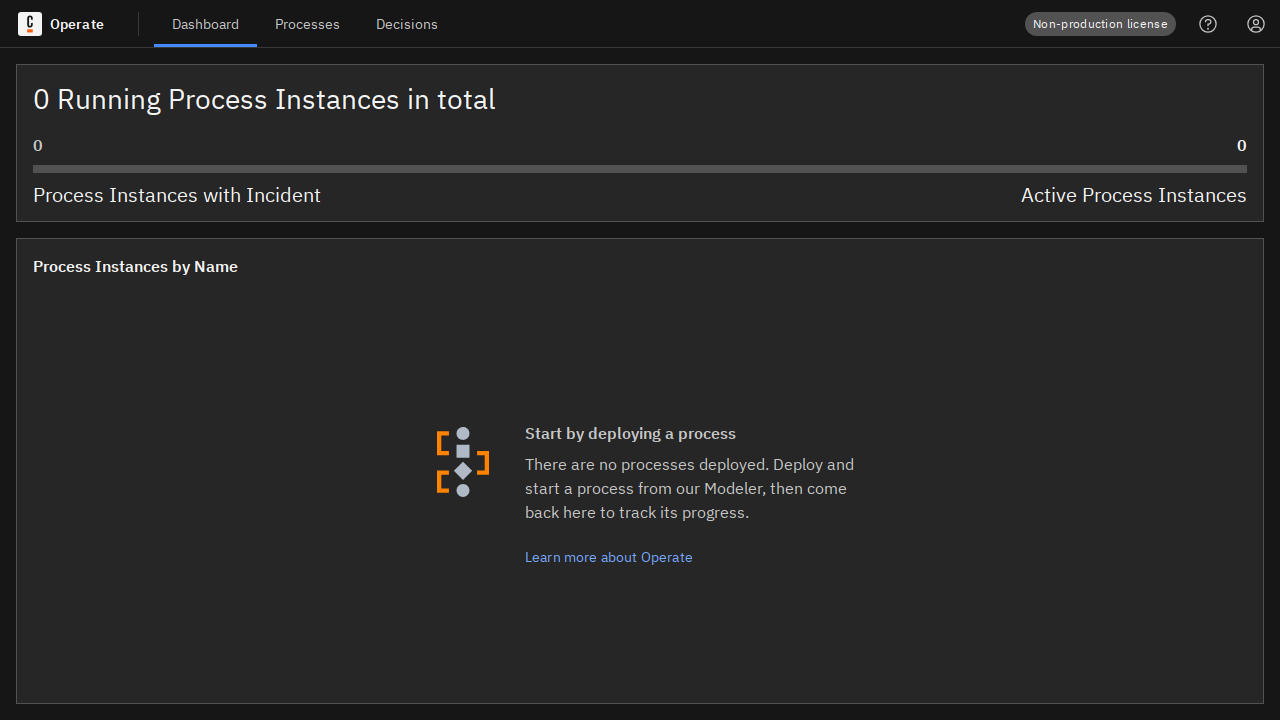 C Operate Dashboard Processes Decisions Non-production license
0 Running Process Instances in total
0 0
Process Instances with Incident Active Process Instances
Process Instances by Name
Start by deploying a process
There are no processes deployed. Deploy and
start a process from our Modeler, then come
back here to track its progress.
Learn more about Operate